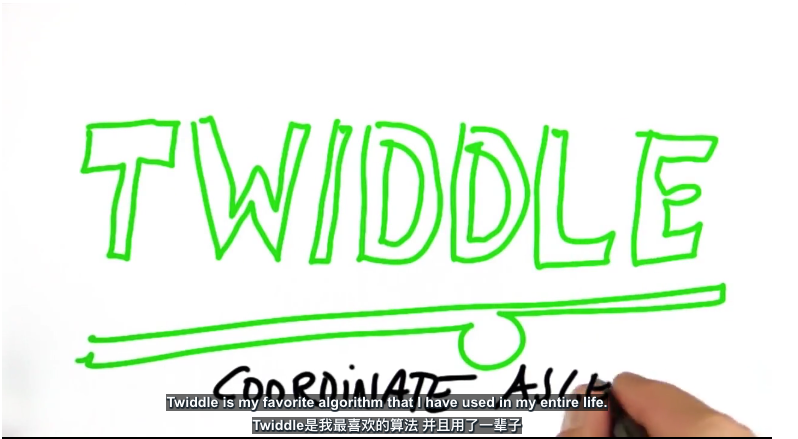 TWIDDLE
COORDINATE
Twiddle is my favorite algorithm that I have used in my entire life.
Twiddle是我最喜欢的算法 并且用了一辈子